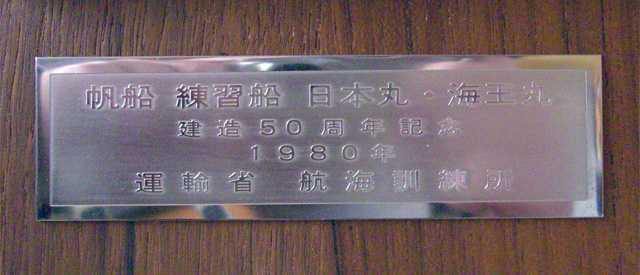 帆船 練習船 日本丸・海王丸
建造50周年記念
1980年
運輸省 航海訓練所